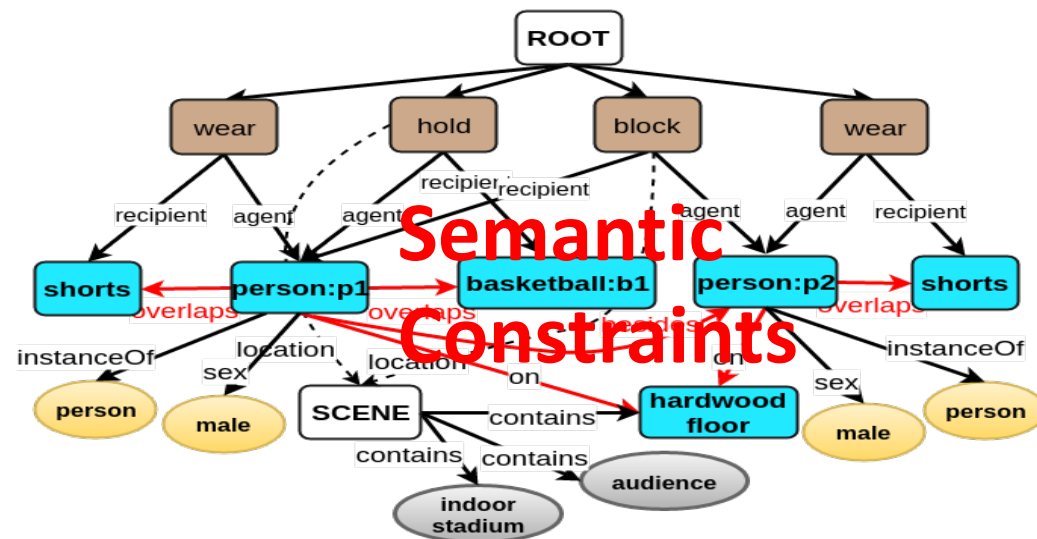 ROOT
wear
hold
block
wear
recipient
agent
agent
recipient
recipient
agent
agent
recipient
Semantic
shorts
person:p1
basketball:b1
person:p2
shorts
overlaps
overlaps
besides
overlaps
Constraints
instanceOf
sex
location
location
on
on
sex
instanceOf
person
male
SCENE
contains
hardwood
floor
male
person
contains
contains
audience
indoor
stadium